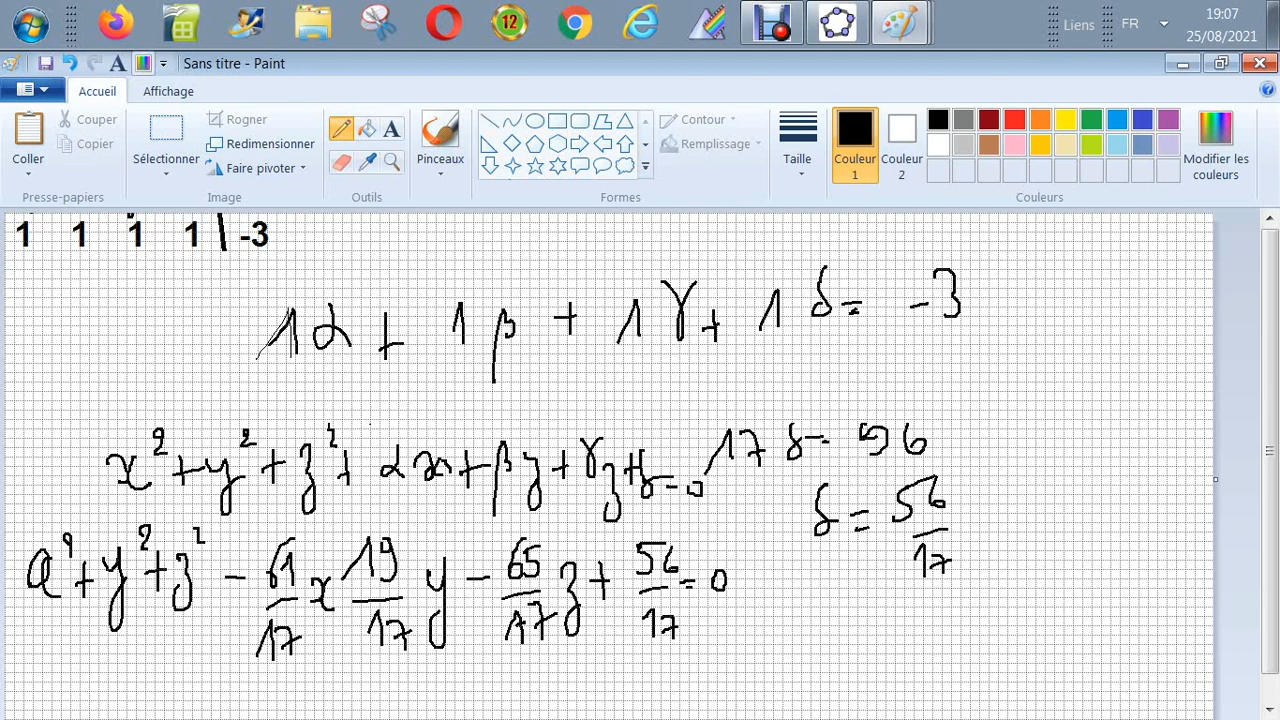 12
Liens
FR
19:07
25/08/2021
Sans titre - Paint
Accueil
Affichage
Coller
Couper
Copier
Presse-papiers
Sélectionner
Rogner
Redimensionner
Faire pivoter
Image
A
Outils
Pinceaux
Contour
Remplissage
Formes
Taille
Couleur 1
Couleur 2
Modifier les couleurs
Couleurs
1 1 1 1 | -3
1α + 1β + 1γ + 1δ = -3
x² + y² + z² + αx + βy + γz + δ = 0
17δ = 56
δ = 56/17
x² + y² + z² - 61/17 x 19/17 y - 65/17 z + 56/17 = 0